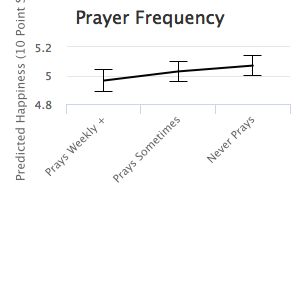 Prayer Frequency
Predicted Happiness (10 Point
5.2
5
4.8
Prays Weekly +
Prays Sometimes
Never Prays